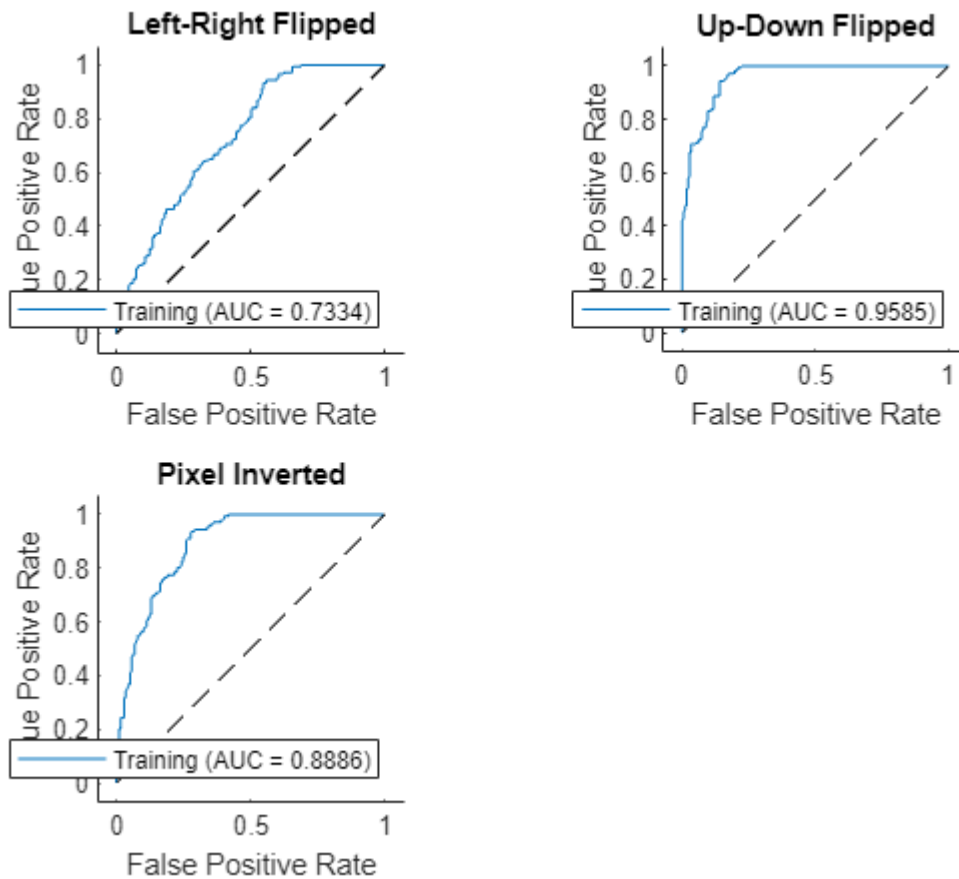 Left-Right Flipped
1
0.8
0.6
0.4
0.2
0
ue Positive Rate
Training (AUC = 0.7334)
0
0.5
1
False Positive Rate
Up-Down Flipped
1
0.8
0.6
0.4
0.2
0
ue Positive Rate
Training (AUC = 0.9585)
0
0.5
1
False Positive Rate
Pixel Inverted
1
0.8
0.6
0.4
0.2
0
ue Positive Rate
Training (AUC = 0.8886)
0
0.5
1
False Positive Rate